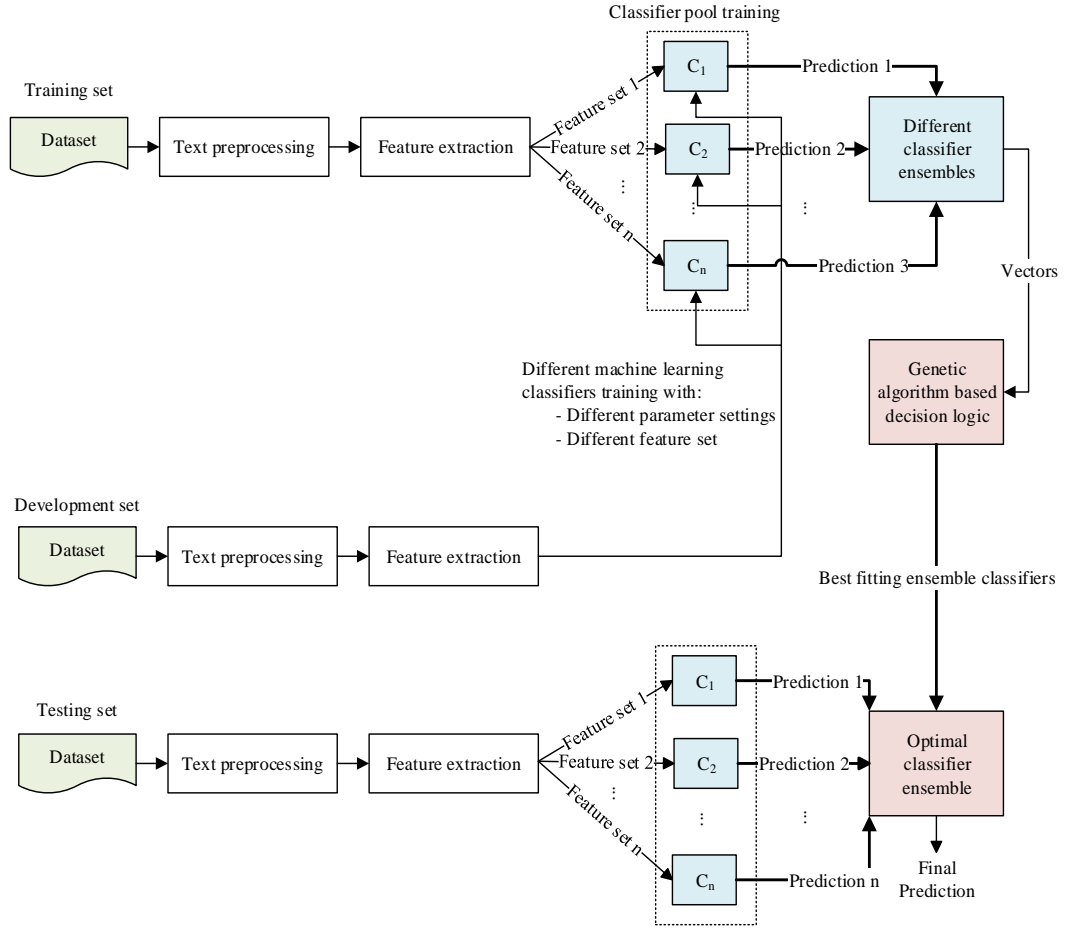 Classifier pool training
Training set
Dataset
Text preprocessing
Feature extraction
Feature set 1
Feature set 2
⋮
Feature set n
C₁
C₂
⋮
Cₙ
Prediction 1
Prediction 2
⋮
Prediction 3
Different
classifier
ensembles
Vectors
Genetic
algorithm based
decision logic
Different machine learning
classifiers training with:
- Different parameter settings
- Different feature set
Development set
Dataset
Text preprocessing
Feature extraction
Best fitting ensemble classifiers
Testing set
Dataset
Text preprocessing
Feature extraction
Feature set 1
Feature set 2
⋮
Feature set n
C₁
C₂
⋮
Cₙ
Prediction 1
Prediction 2
⋮
Prediction n
Optimal
classifier
ensemble
Final
Prediction